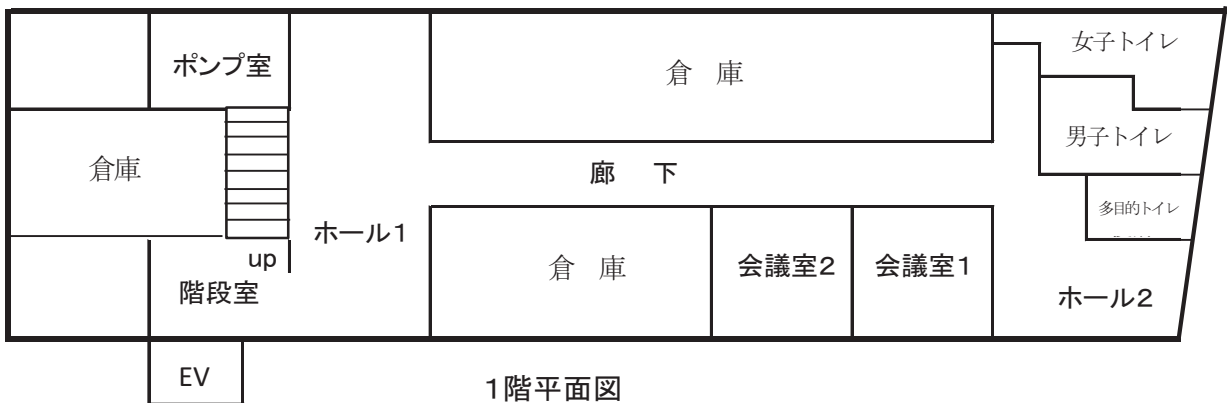 女子トイレ
ポンプ室
倉 庫
男子トイレ
倉庫
廊 下
多目的トイレ
ホール1
up
倉 庫
会議室2
会議室1
階段室
ホール2
EV
1階平面図